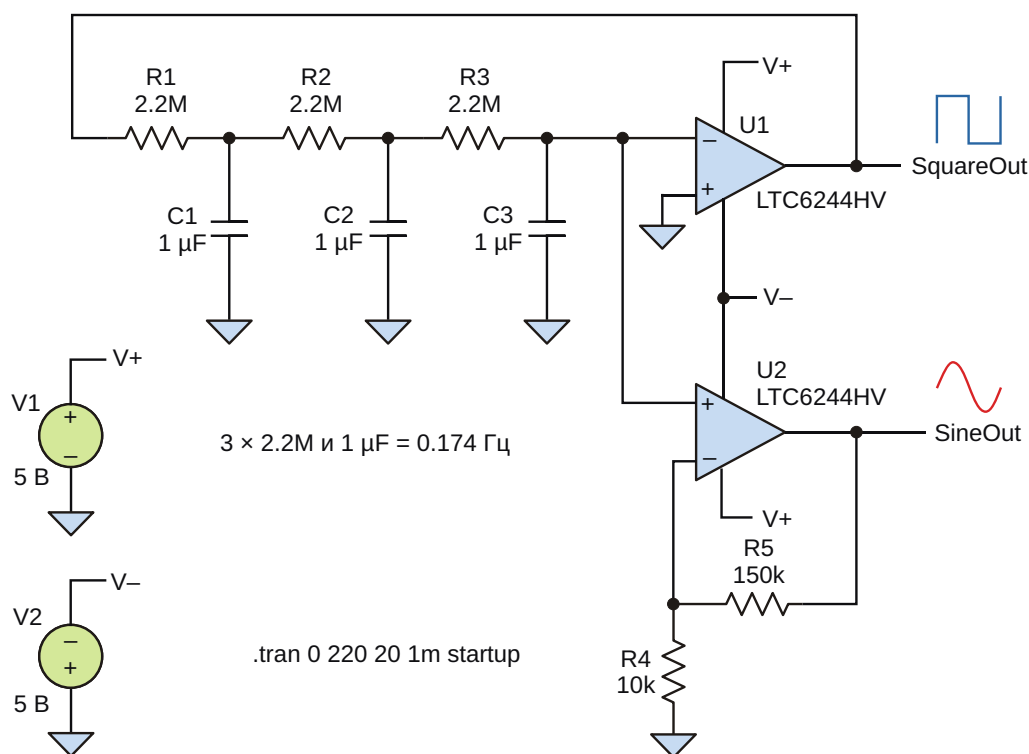 R1
2.2M
R2
2.2M
R3
2.2M
V+
U1
–
+
LTC6244HV
SquareOut
C1
1 µF
C2
1 µF
C3
1 µF
V–
V+
V1
+
–
5 В
3 × 2.2M и 1 µF = 0.174 Гц
U2
LTC6244HV
+
–
SineOut
V+
R5
150k
V–
V2
–
+
5 В
.tran 0 220 20 1m startup
R4
10k